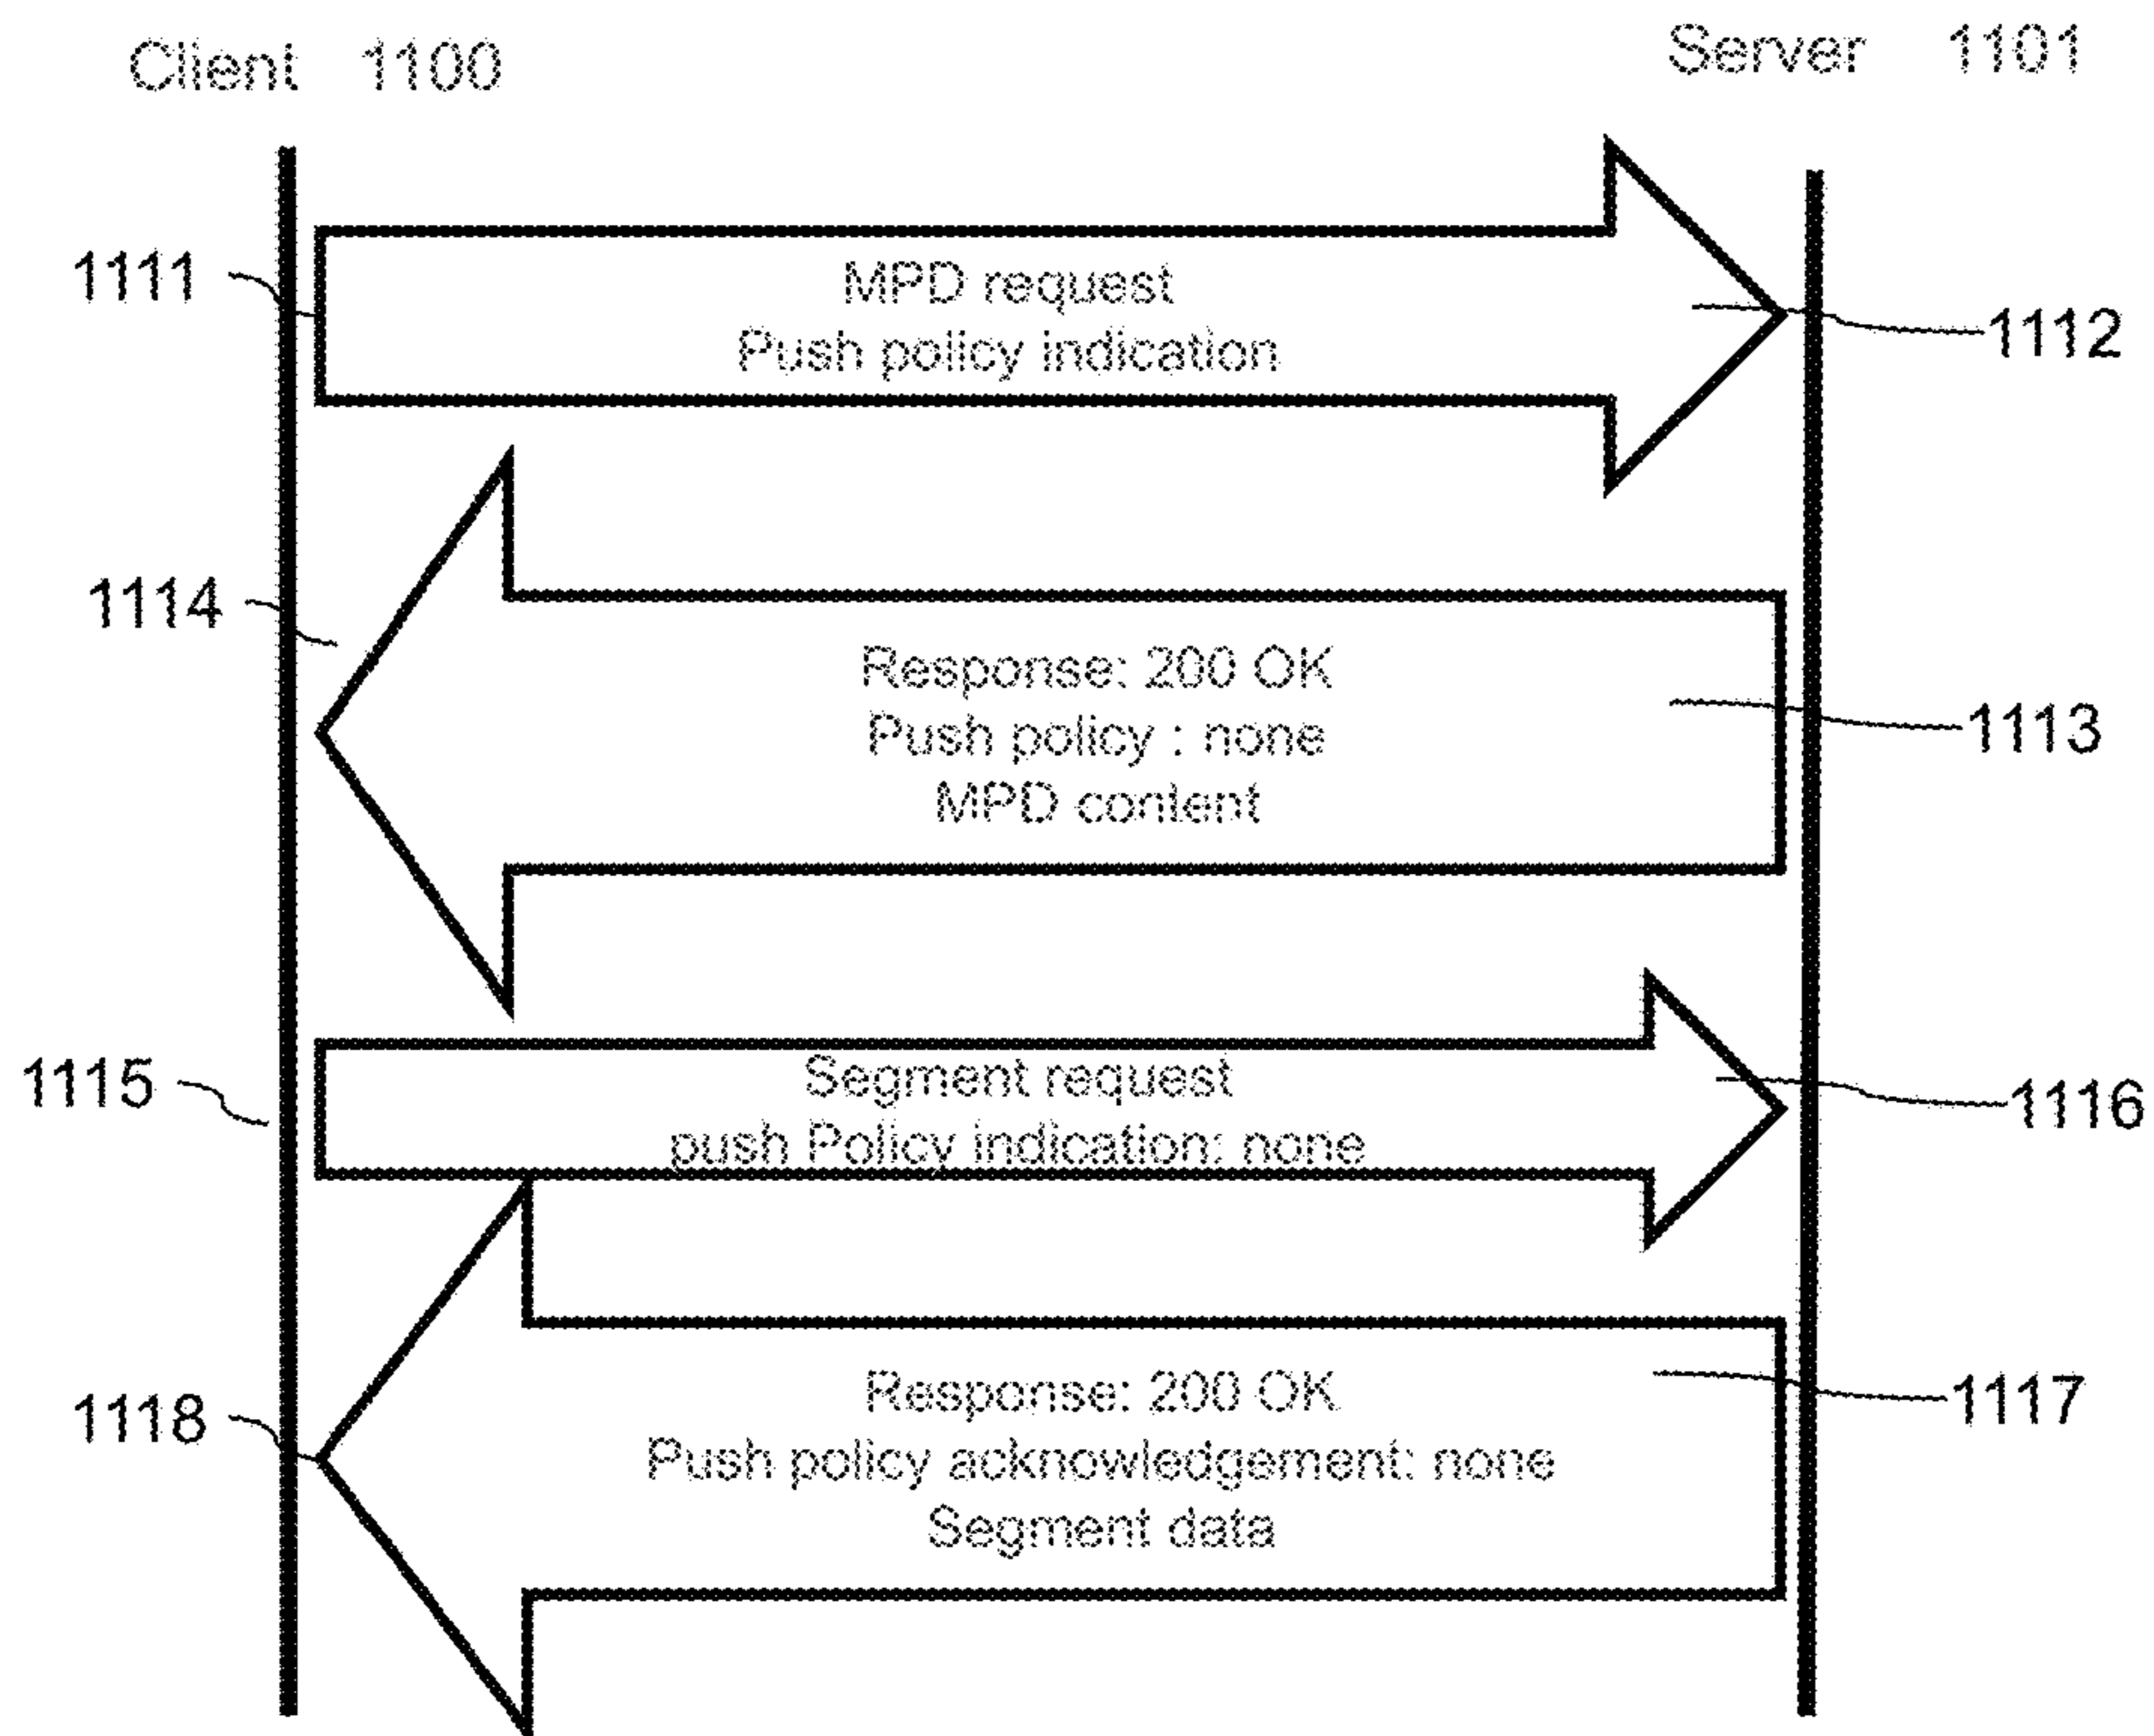 Client 1100
Server 1101
1111
MPD request
Push policy indication
1112
1114
Response: 200 OK
Push policy : none
MPD content
1113
1115
Segment request
push Policy indication: none
1116
1118
Response: 200 OK
Push policy acknowledgement: none
Segment data
1117